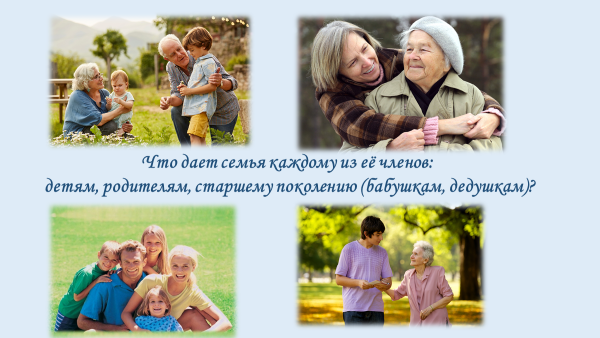 Что дает семья каждому из её членов:
детям, родителям, старшему поколению (бабушкам, дедушкам)?